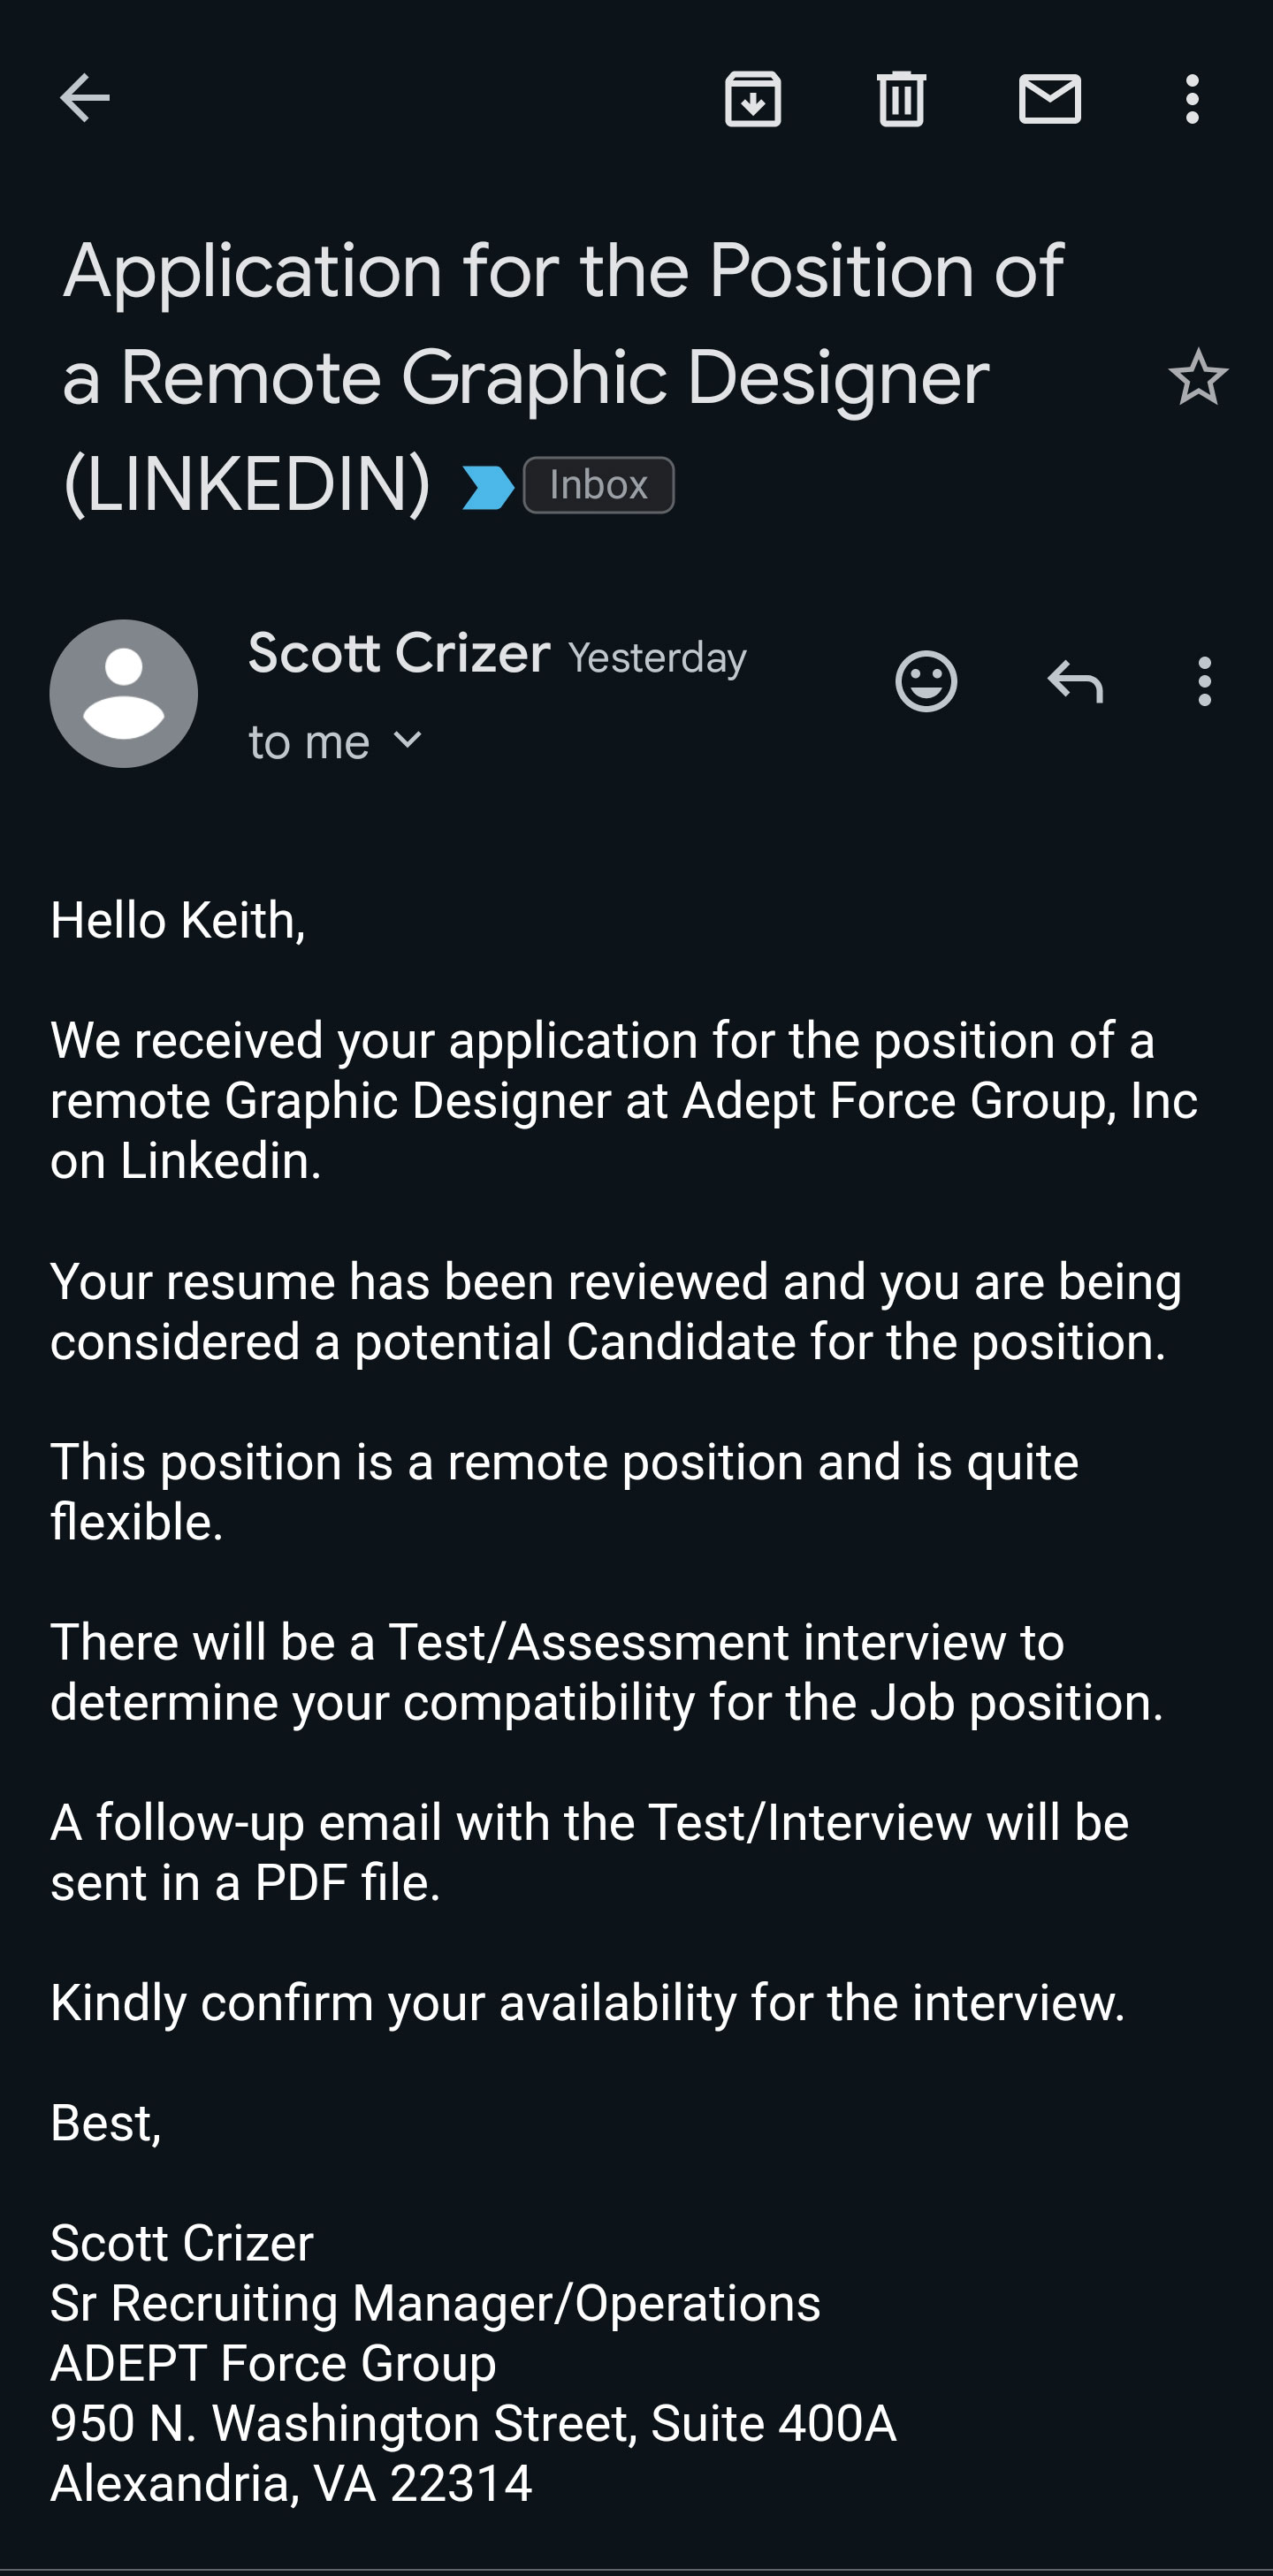 Application for the Position of
a Remote Graphic Designer
(LINKEDIN) Inbox
Scott Crizer Yesterday
to me
Hello Keith,
We received your application for the position of a
remote Graphic Designer at Adept Force Group, Inc
on Linkedin.
Your resume has been reviewed and you are being
considered a potential Candidate for the position.
This position is a remote position and is quite
flexible.
There will be a Test/Assessment interview to
determine your compatibility for the Job position.
A follow-up email with the Test/Interview will be
sent in a PDF file.
Kindly confirm your availability for the interview.
Best,
Scott Crizer
Sr Recruiting Manager/Operations
ADEPT Force Group
950 N. Washington Street, Suite 400A
Alexandria, VA 22314